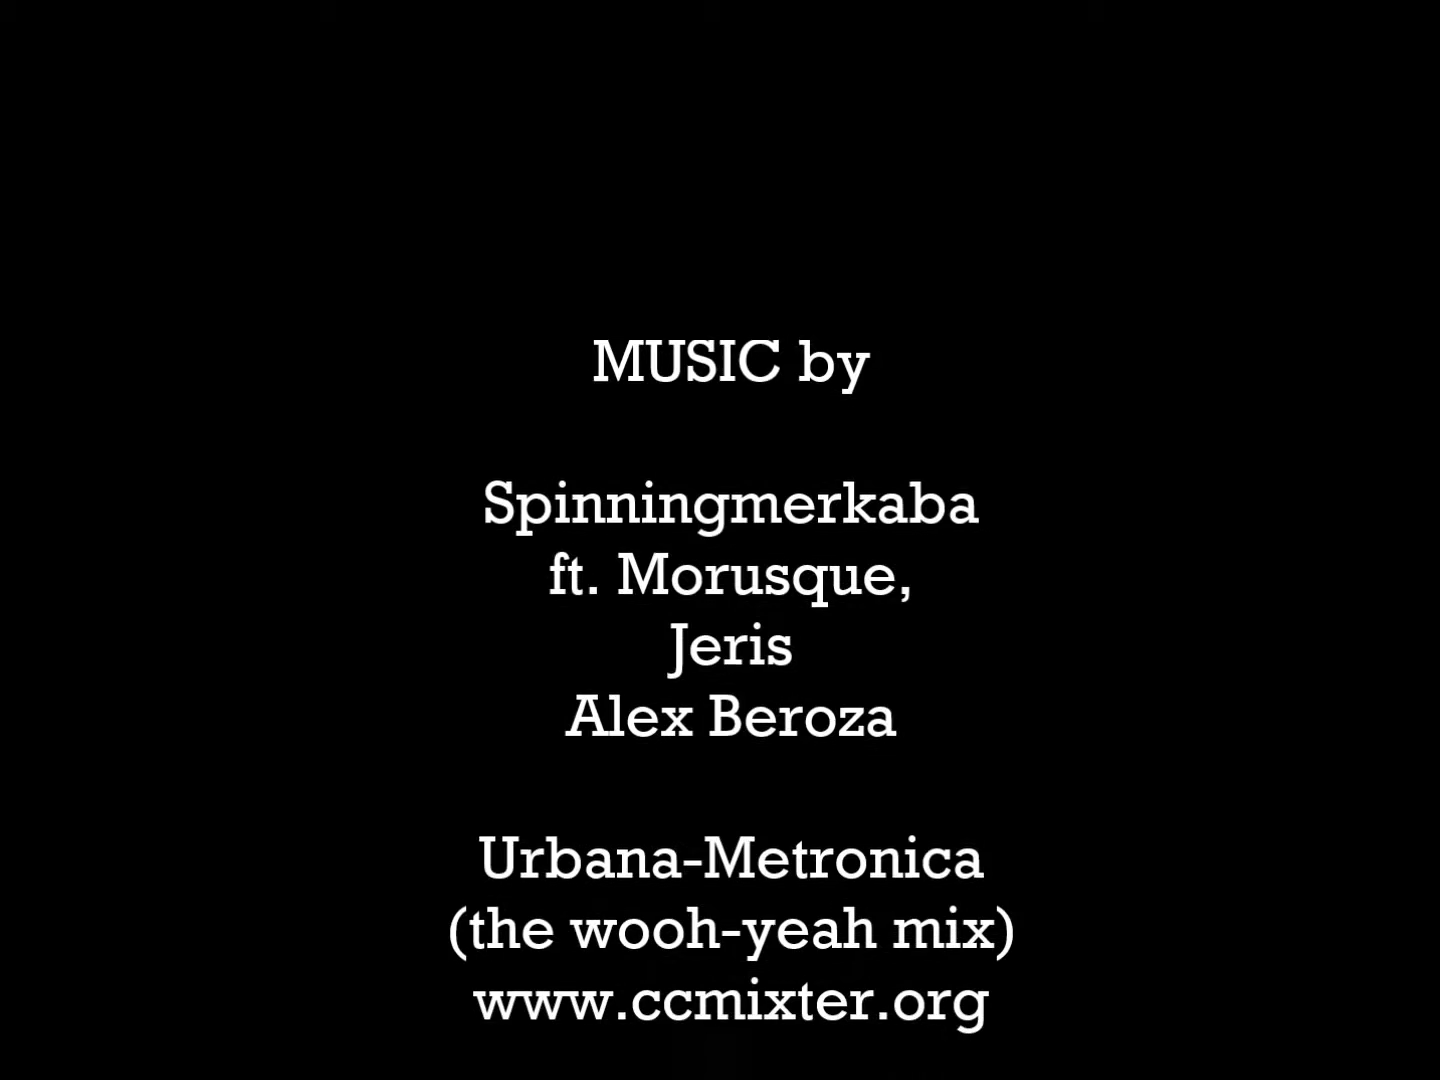 MUSIC by
Spinningmerkaba
ft. Morusque,
Jeris
Alex Beroza
Urbana-Metronica
(the wooh-yeah mix)
www.ccmixter.org